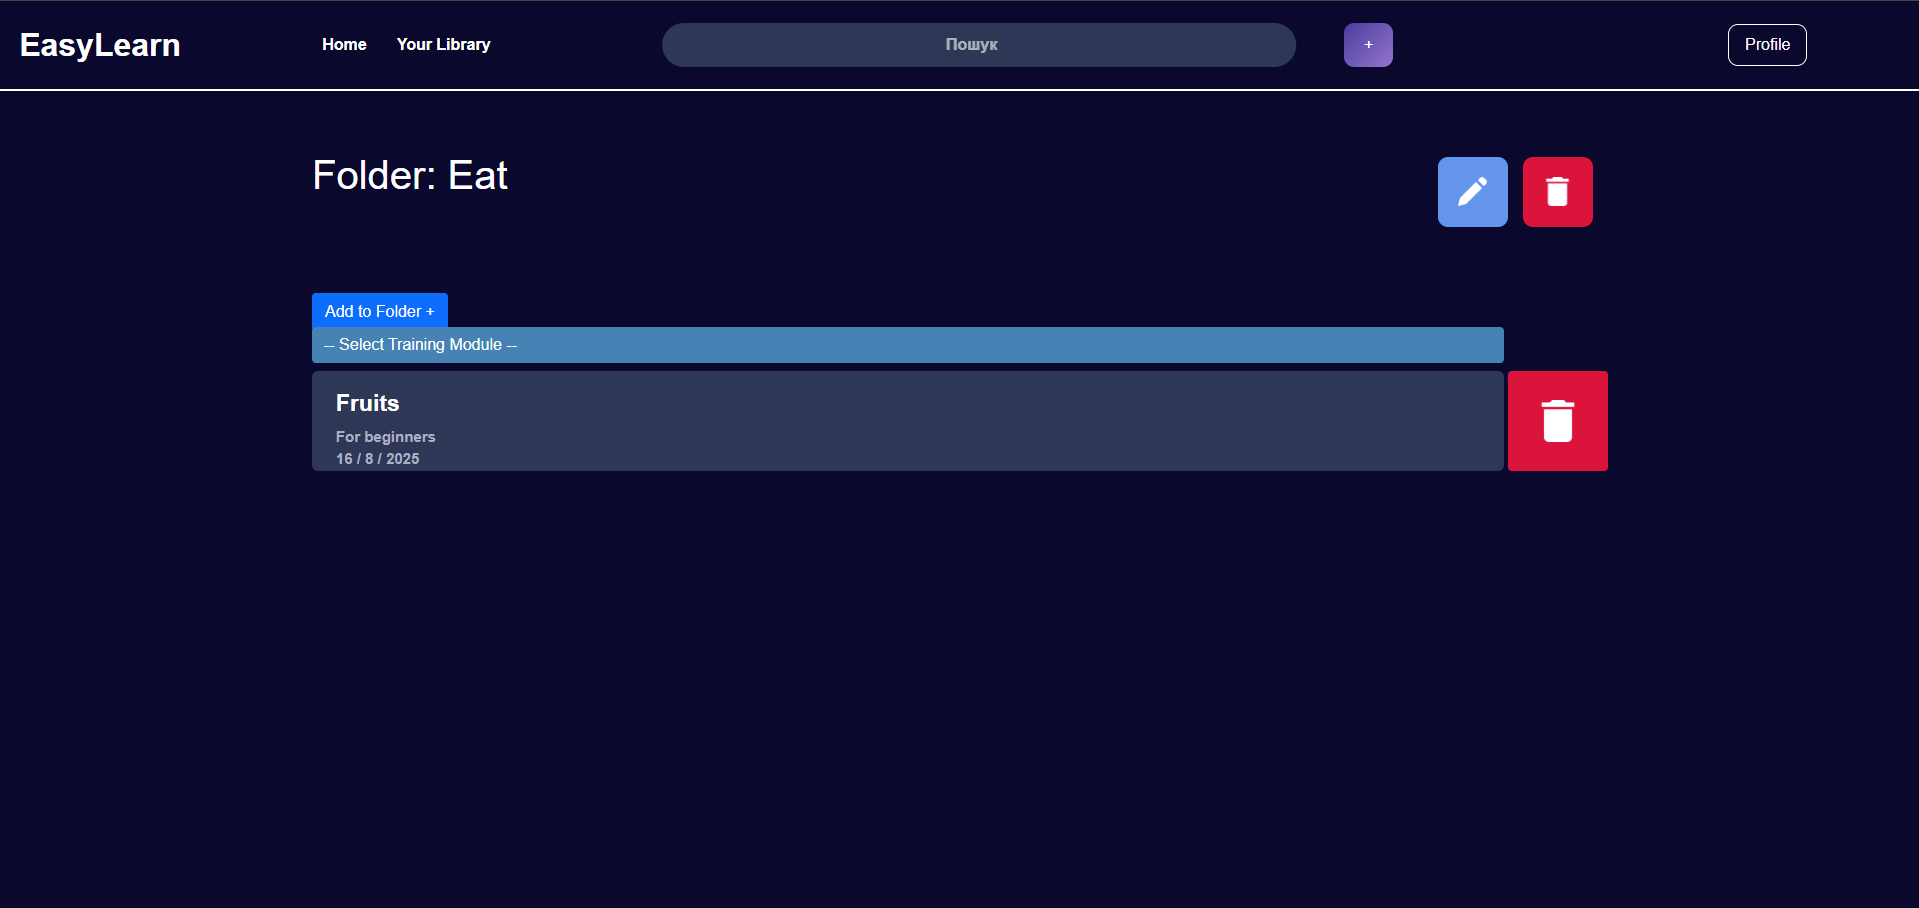 EasyLearn
Home
Your Library
Пошук
+
Profile
Folder: Eat
Add to Folder +
-- Select Training Module --
Fruits
For beginners
16 / 8 / 2025